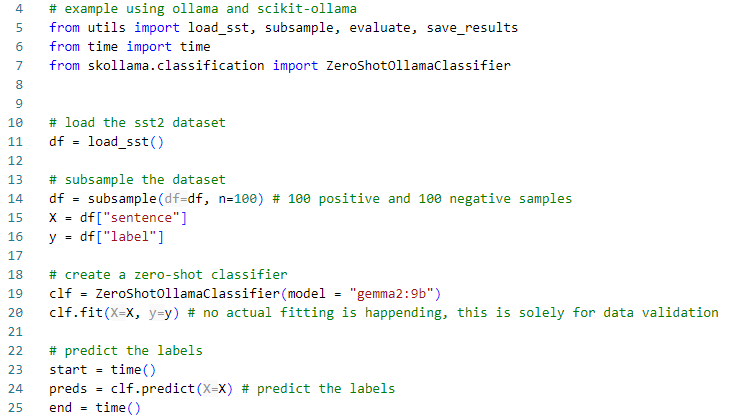 4 # example using ollama and scikit-ollama
5 from utils import load_sst, subsample, evaluate, save_results
6 from time import time
7 from skollama.classification import ZeroShotOllamaClassifier
8
9
10 # load the sst2 dataset
11 df = load_sst()
12
13 # subsample the dataset
14 df = subsample(df=df, n=100) # 100 positive and 100 negative samples
15 X = df["sentence"]
16 y = df["label"]
17
18 # create a zero-shot classifier
19 clf = ZeroShotOllamaClassifier(model = "gemma2:9b")
20 clf.fit(X=X, y=y) # no actual fitting is happending, this is solely for data validation
21
22 # predict the labels
23 start = time()
24 preds = clf.predict(X=X) # predict the labels
25 end = time()